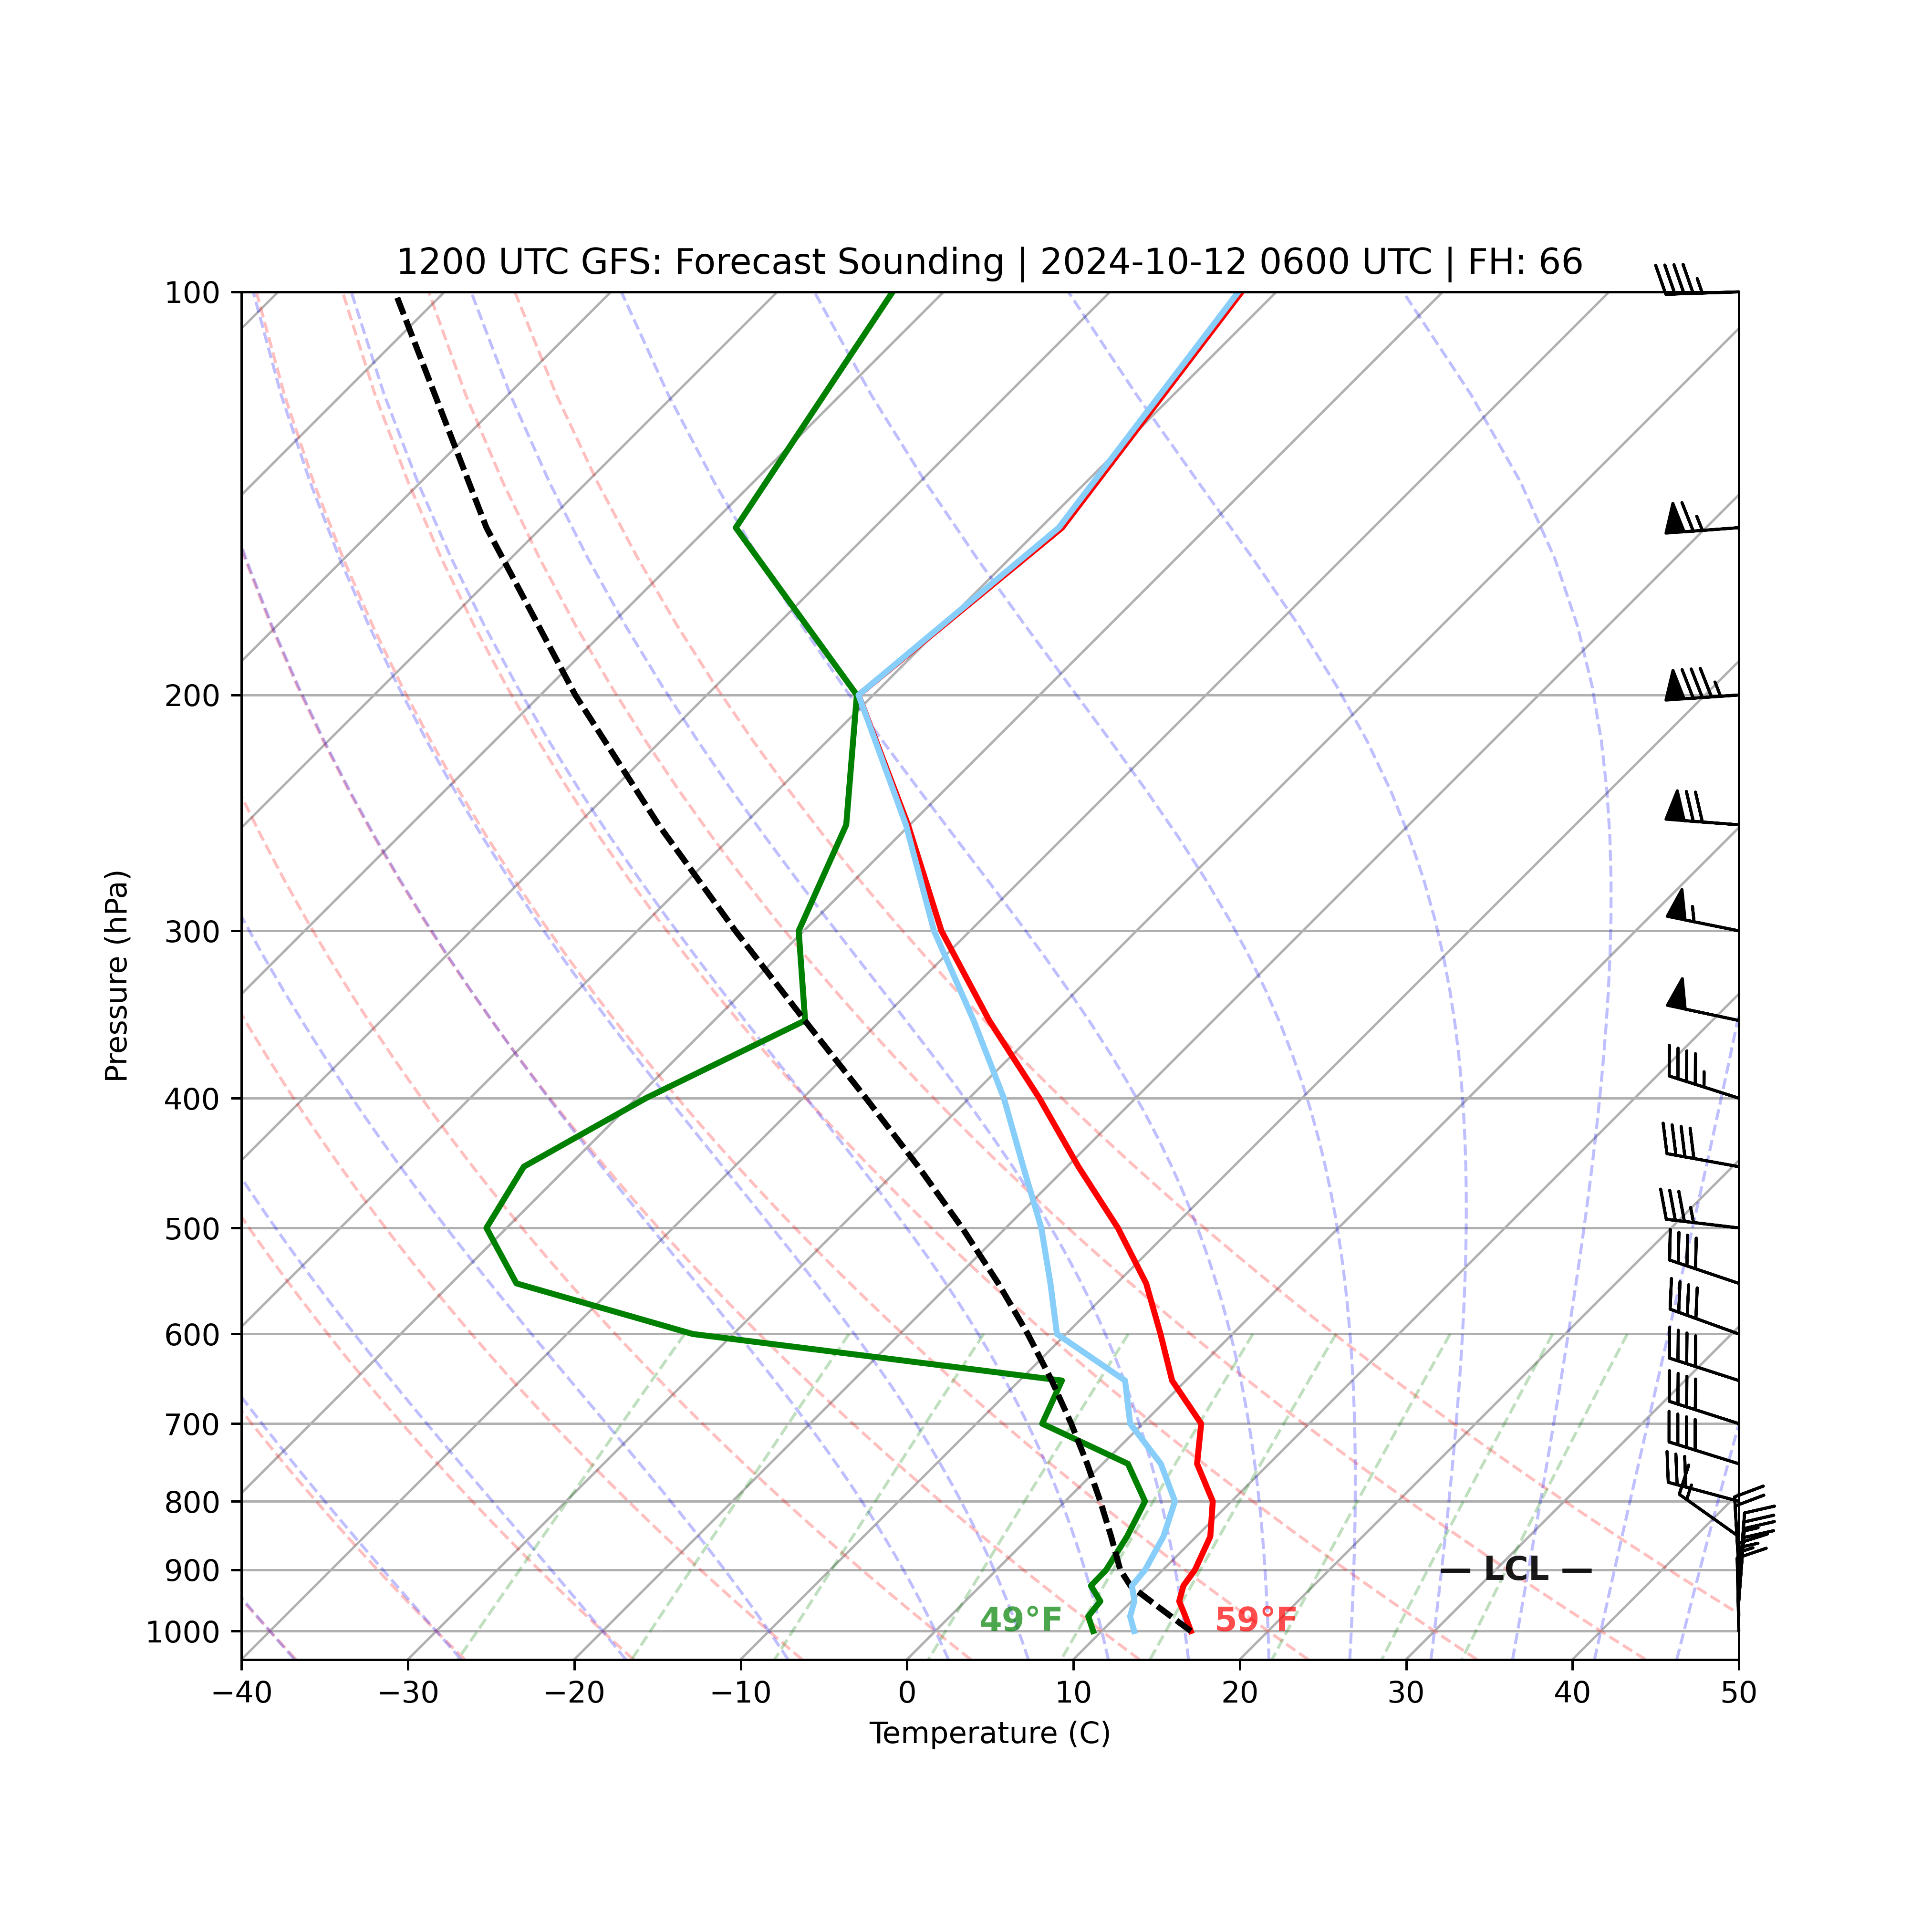 1200 UTC GFS: Forecast Sounding | 2024-10-12 0600 UTC | FH: 66
100
200
300
400
500
600
700
800
900
1000
Pressure (hPa)
— LCL —
49°F
59°F
−40 −30 −20 −10 0 10 20 30 40 50
Temperature (C)